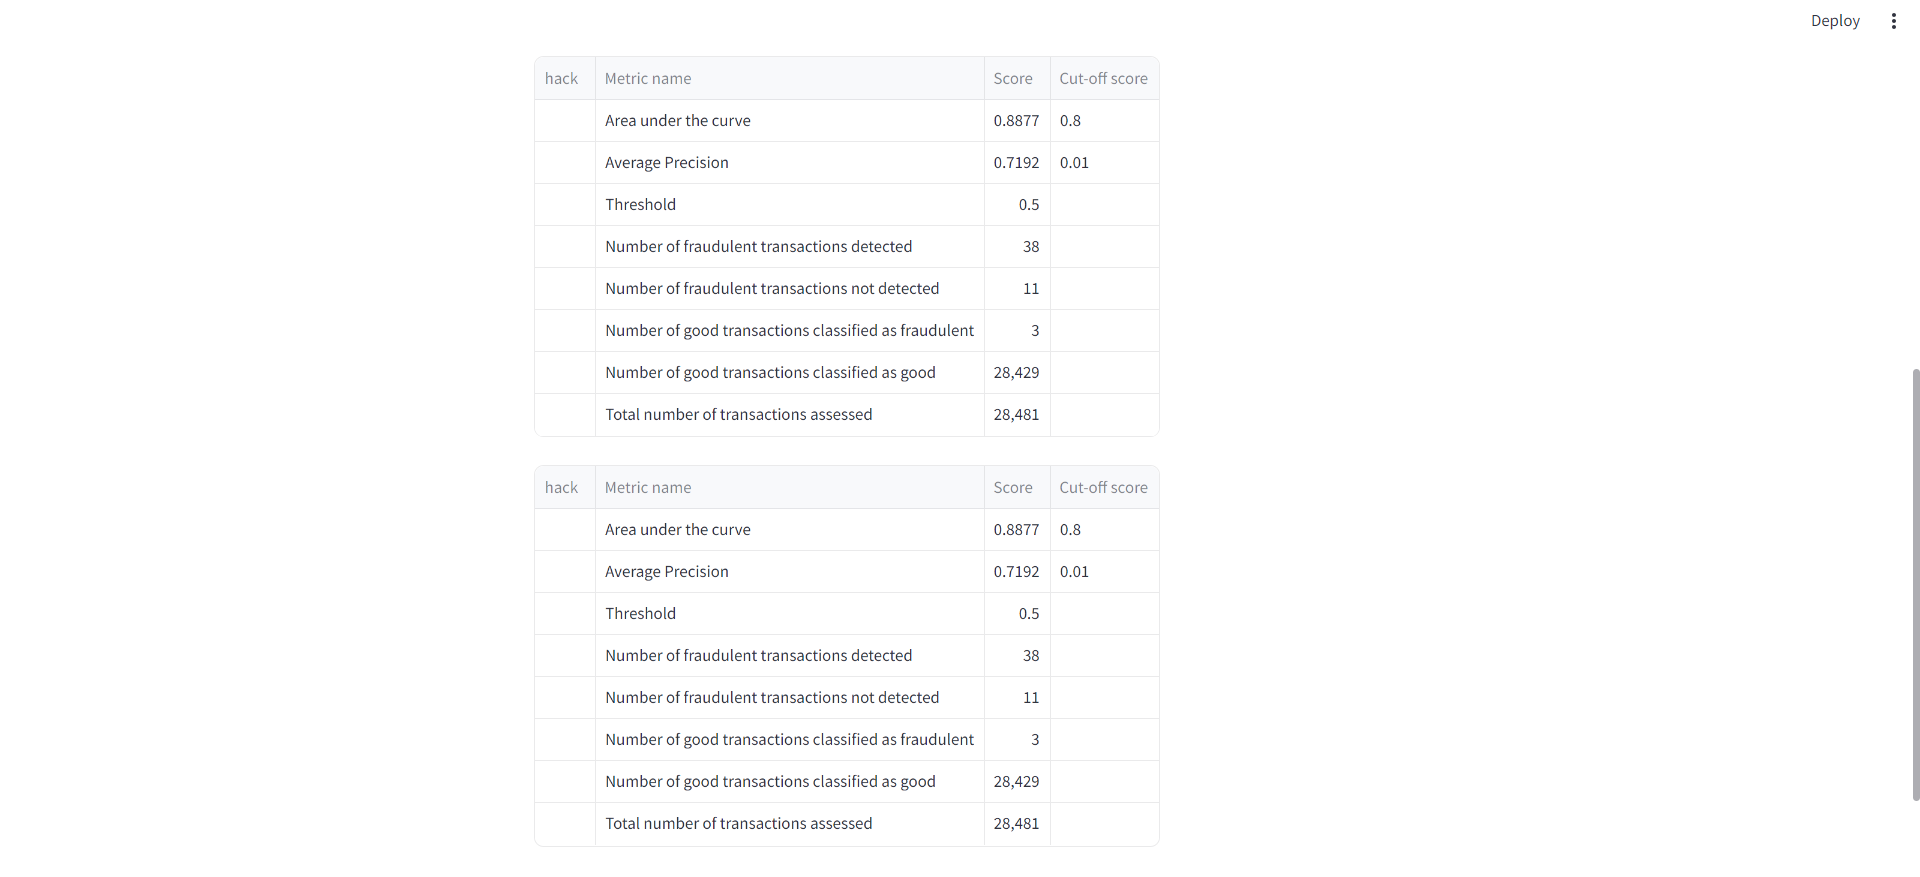 Deploy
hack Metric name Score Cut-off score
Area under the curve 0.8877 0.8
Average Precision 0.7192 0.01
Threshold 0.5
Number of fraudulent transactions detected 38
Number of fraudulent transactions not detected 11
Number of good transactions classified as fraudulent 3
Number of good transactions classified as good 28,429
Total number of transactions assessed 28,481
hack Metric name Score Cut-off score
Area under the curve 0.8877 0.8
Average Precision 0.7192 0.01
Threshold 0.5
Number of fraudulent transactions detected 38
Number of fraudulent transactions not detected 11
Number of good transactions classified as fraudulent 3
Number of good transactions classified as good 28,429
Total number of transactions assessed 28,481